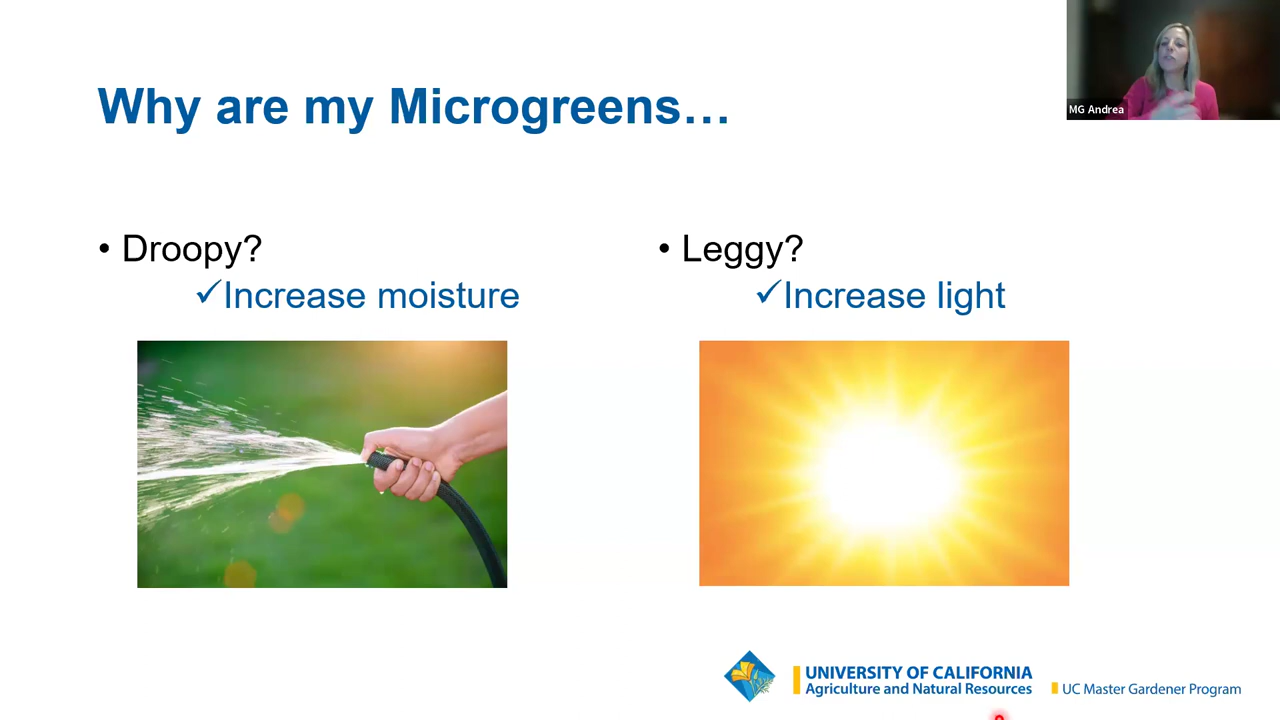 MG Andrea
Why are my Microgreens…
• Droopy?
✓Increase moisture
• Leggy?
✓Increase light
UNIVERSITY OF CALIFORNIA
Agriculture and Natural Resources
UC Master Gardener Program